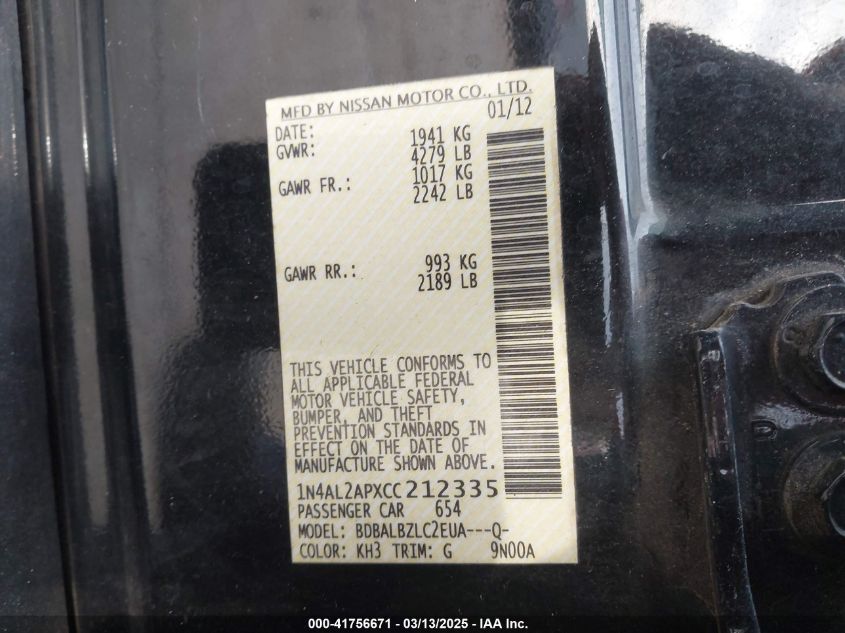 MFD BY NISSAN MOTOR CO., LTD.
DATE: 01/12
GVWR: 1941 KG
4279 LB
GAWR FR.: 1017 KG
2242 LB
GAWR RR.: 993 KG
2189 LB
THIS VEHICLE CONFORMS TO
ALL APPLICABLE FEDERAL
MOTOR VEHICLE SAFETY,
BUMPER, AND THEFT
PREVENTION STANDARDS IN
EFFECT ON THE DATE OF
MANUFACTURE SHOWN ABOVE.
1N4AL2APXCC212335
PASSENGER CAR 654
MODEL: BDBALBZLC2EUA---Q-
COLOR: KH3 TRIM: G 9N00A
000-41756671 - 03/13/2025 - IAA Inc.